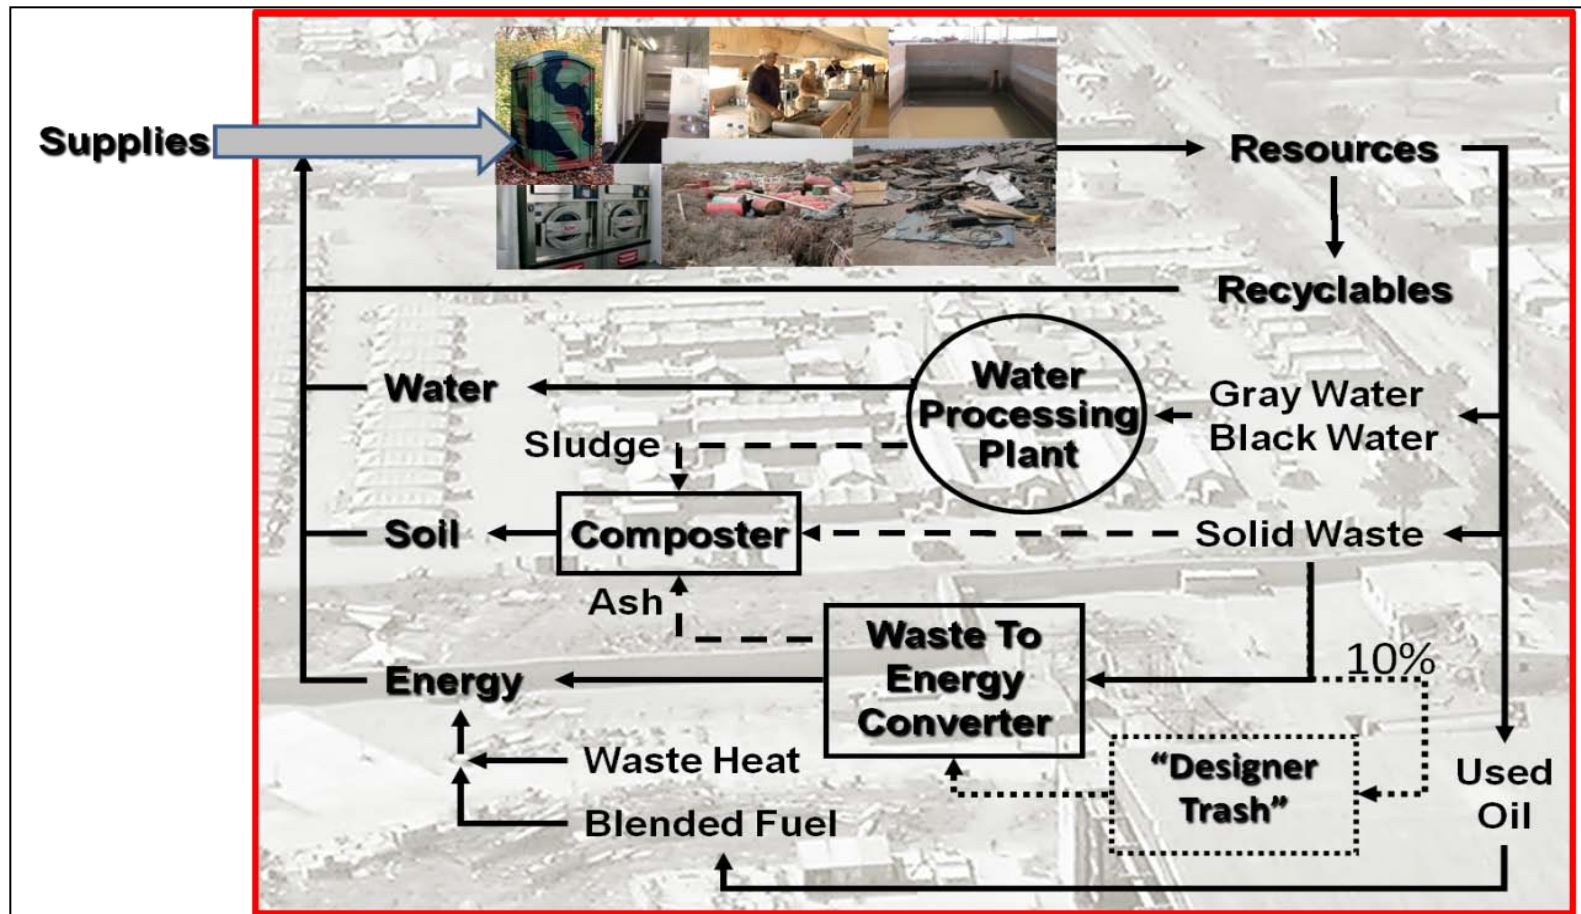 Supplies
Resources
Recyclables
Water
Water
Processing
Plant
Gray Water
Black Water
Sludge
Soil
Composter
Solid Waste
Ash
Waste To
Energy
Converter
10%
Energy
Waste Heat
“Designer
Trash”
Used
Oil
Blended Fuel